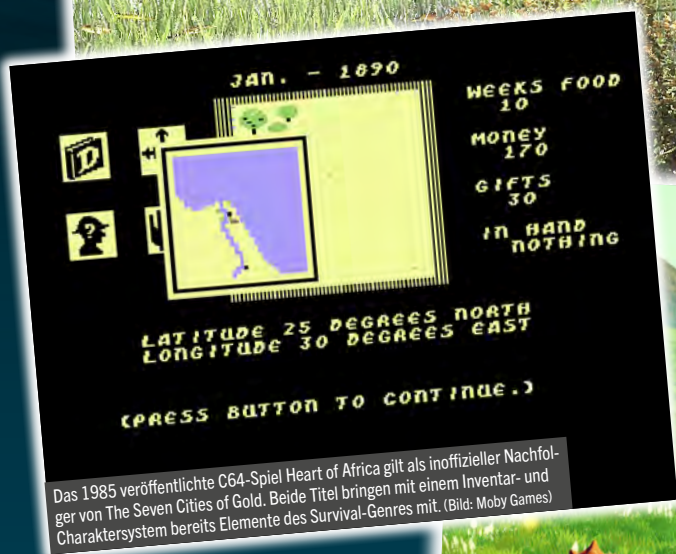 JAN. - 1890
WEEKS FOOD
10
MONEY
170
GIFTS
30
IN HAND
NOTHING
LATITUDE 25 DEGREES NORTH
LONGITUDE 30 DEGREES EAST
(PRESS BUTTON TO CONTINUE.)
Das 1985 veröffentlichte C64-Spiel Heart of Africa gilt als inoffizieller Nachfol-
ger von The Seven Cities of Gold. Beide Titel bringen mit einem Inventar- und
Charaktersystem bereits Elemente des Survival-Genres mit. (Bild: Moby Games)